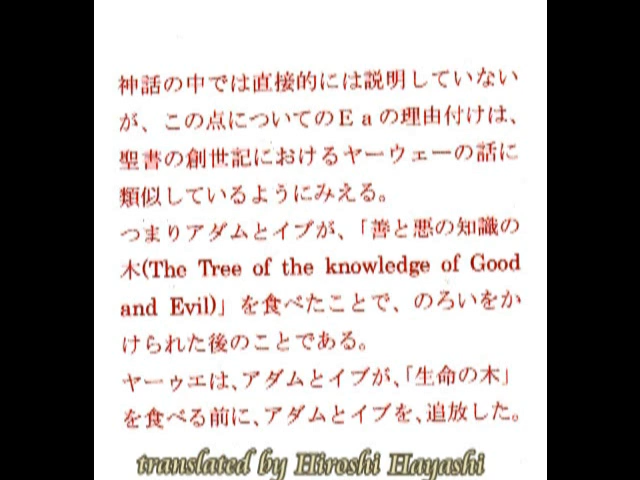 神話の中では直接的には説明していない
が、この点についてのＥａの理由付けは、
聖書の創世記におけるヤーウェーの話に
類似しているようにみえる。
つまりアダムとイブが、「善と悪の知識の
木(The Tree of the knowledge of Good
and Evil)」を食べたことで、のろいをか
けられた後のことである。
ヤーゥエは、アダムとイブが、「生命の木」
を食べる前に、アダムとイブを、追放した。
translated by Hiroshi Hayashi